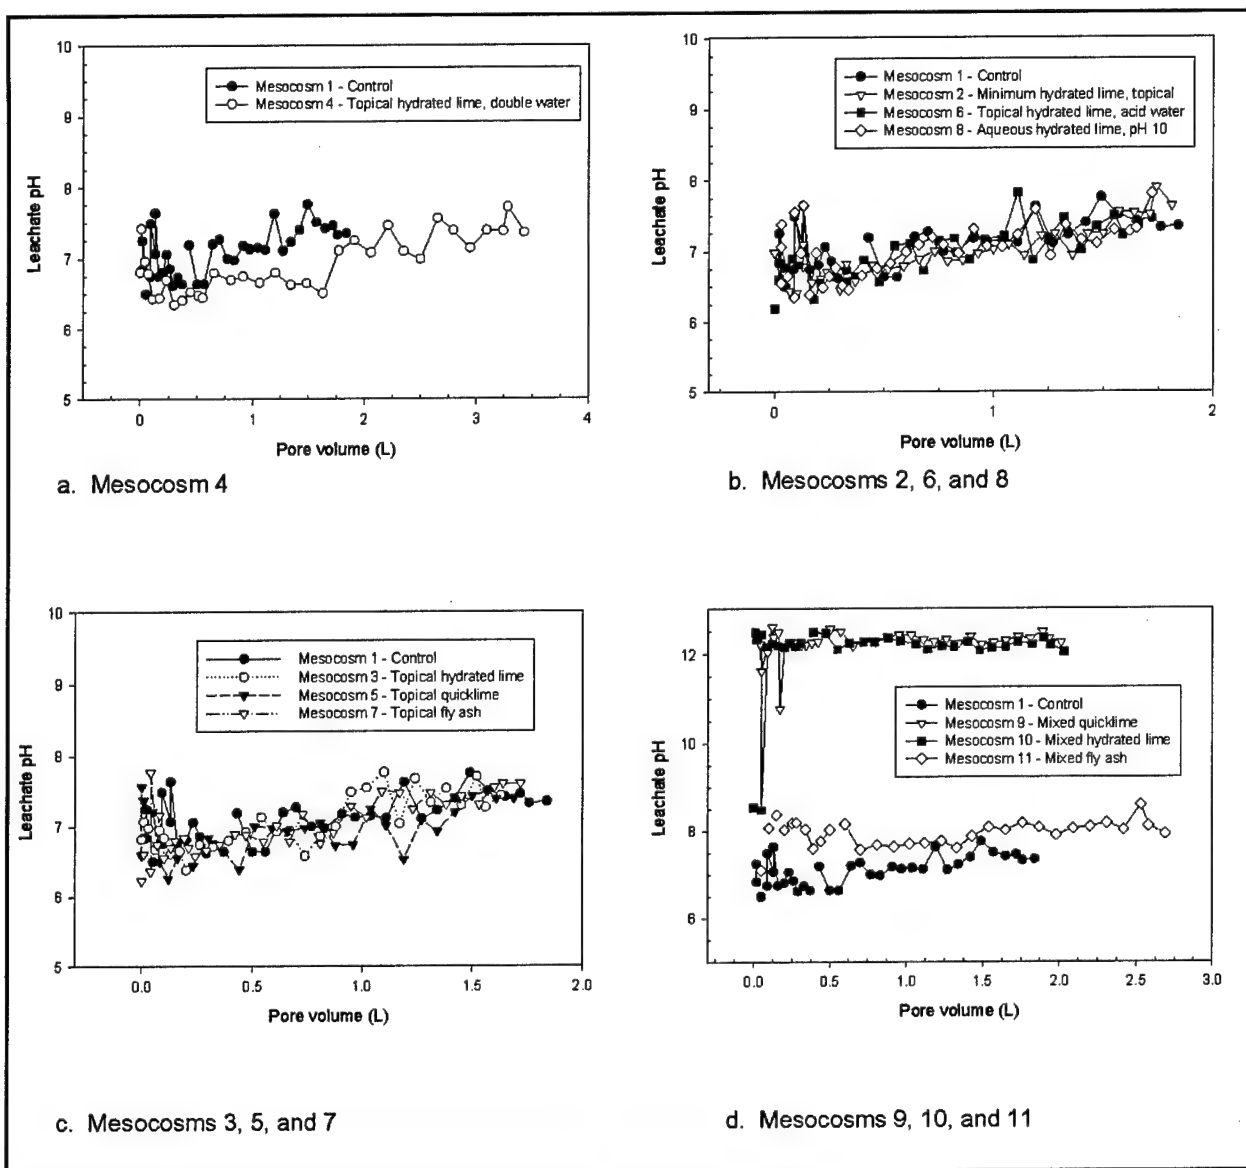 10
9
8
7
6
5
Leachate pH
Mesocosm 1 - Control
Mesocosm 4 - Topical hydrated lime, double water
0 1 2 3 4
Pore volume (L)
a. Mesocosm 4
10
9
8
7
6
5
Leachate pH
Mesocosm 1 - Control
Mesocosm 2 - Minimum hydrated lime, topical
Mesocosm 6 - Topical hydrated lime, acid water
Mesocosm 8 - Aqueous hydrated lime, pH 10
0 1 2
Pore volume (L)
b. Mesocosms 2, 6, and 8
10
9
8
7
6
5
Leachate pH
Mesocosm 1 - Control
Mesocosm 3 - Topical hydrated lime
Mesocosm 5 - Topical quicklime
Mesocosm 7 - Topical fly ash
0.0 0.5 1.0 1.5 2.0
Pore volume (L)
c. Mesocosms 3, 5, and 7
12
10
8
6
Leachate pH
Mesocosm 1 - Control
Mesocosm 9 - Mixed quicklime
Mesocosm 10 - Mixed hydrated lime
Mesocosm 11 - Mixed fly ash
0.0 0.5 1.0 1.5 2.0 2.5 3.0
Pore volume (L)
d. Mesocosms 9, 10, and 11